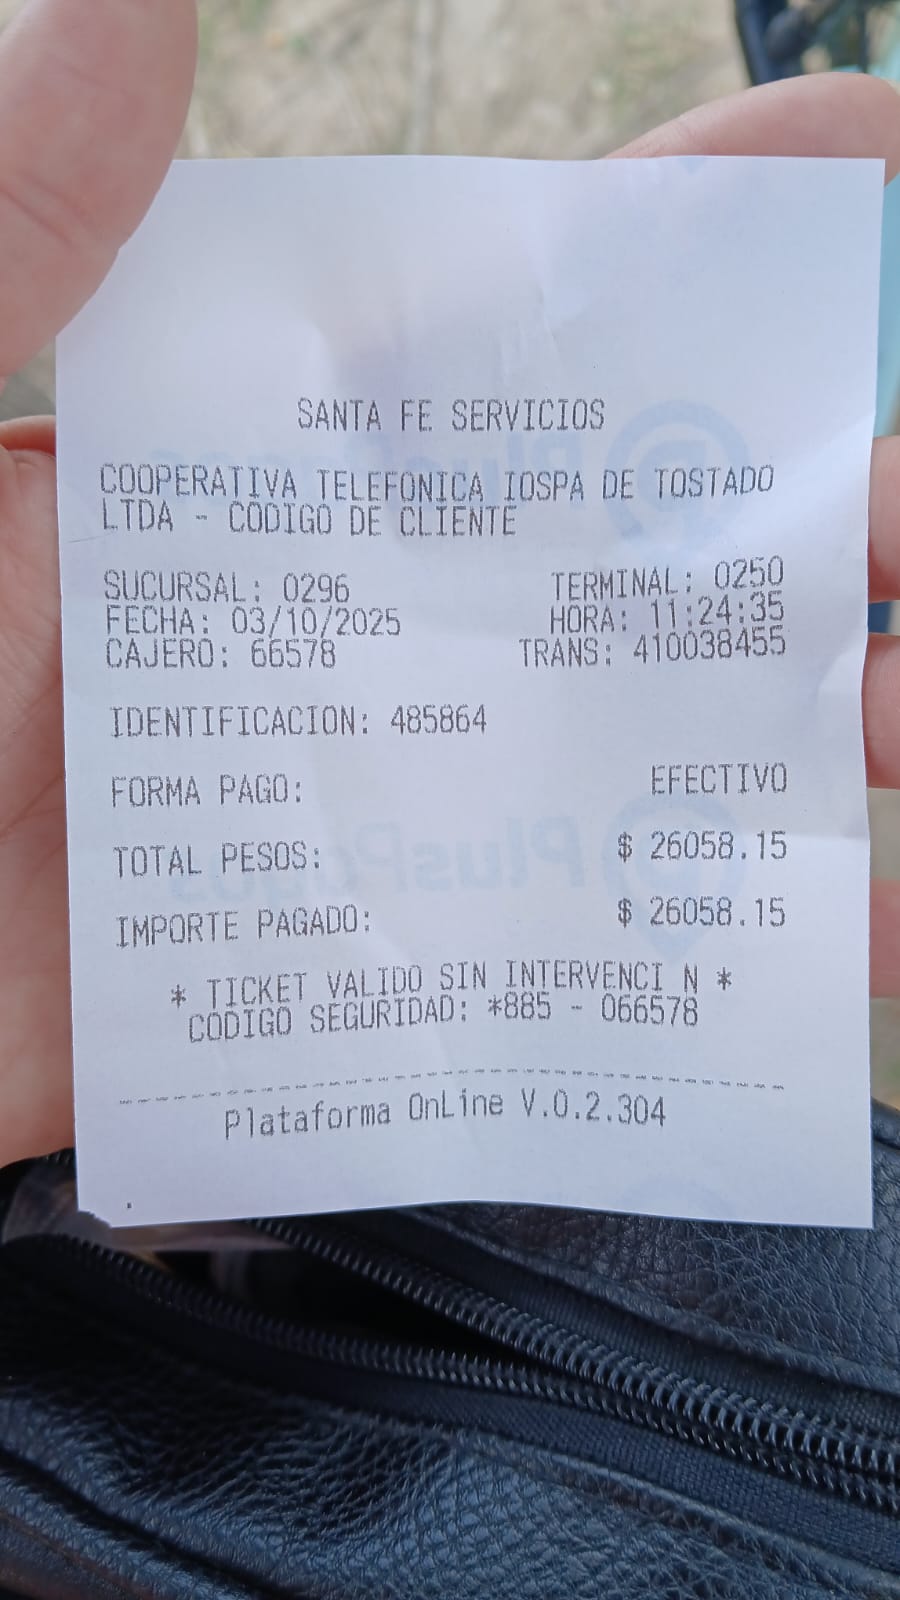 SANTA FE SERVICIOS
COOPERATIVA TELEFONICA IOSPA DE TOSTADO
LTDA - CODIGO DE CLIENTE
SUCURSAL: 0296 TERMINAL: 0250
FECHA: 03/10/2025 HORA: 11:24:35
CAJERO: 66578 TRANS: 410038455
IDENTIFICACION: 485864
FORMA PAGO: EFECTIVO
TOTAL PESOS: $ 26058.15
IMPORTE PAGADO: $ 26058.15
* TICKET VALIDO SIN INTERVENCI N *
CODIGO SEGURIDAD: *885 - 066578
Plataforma OnLine V.0.2.304
PlusPagos